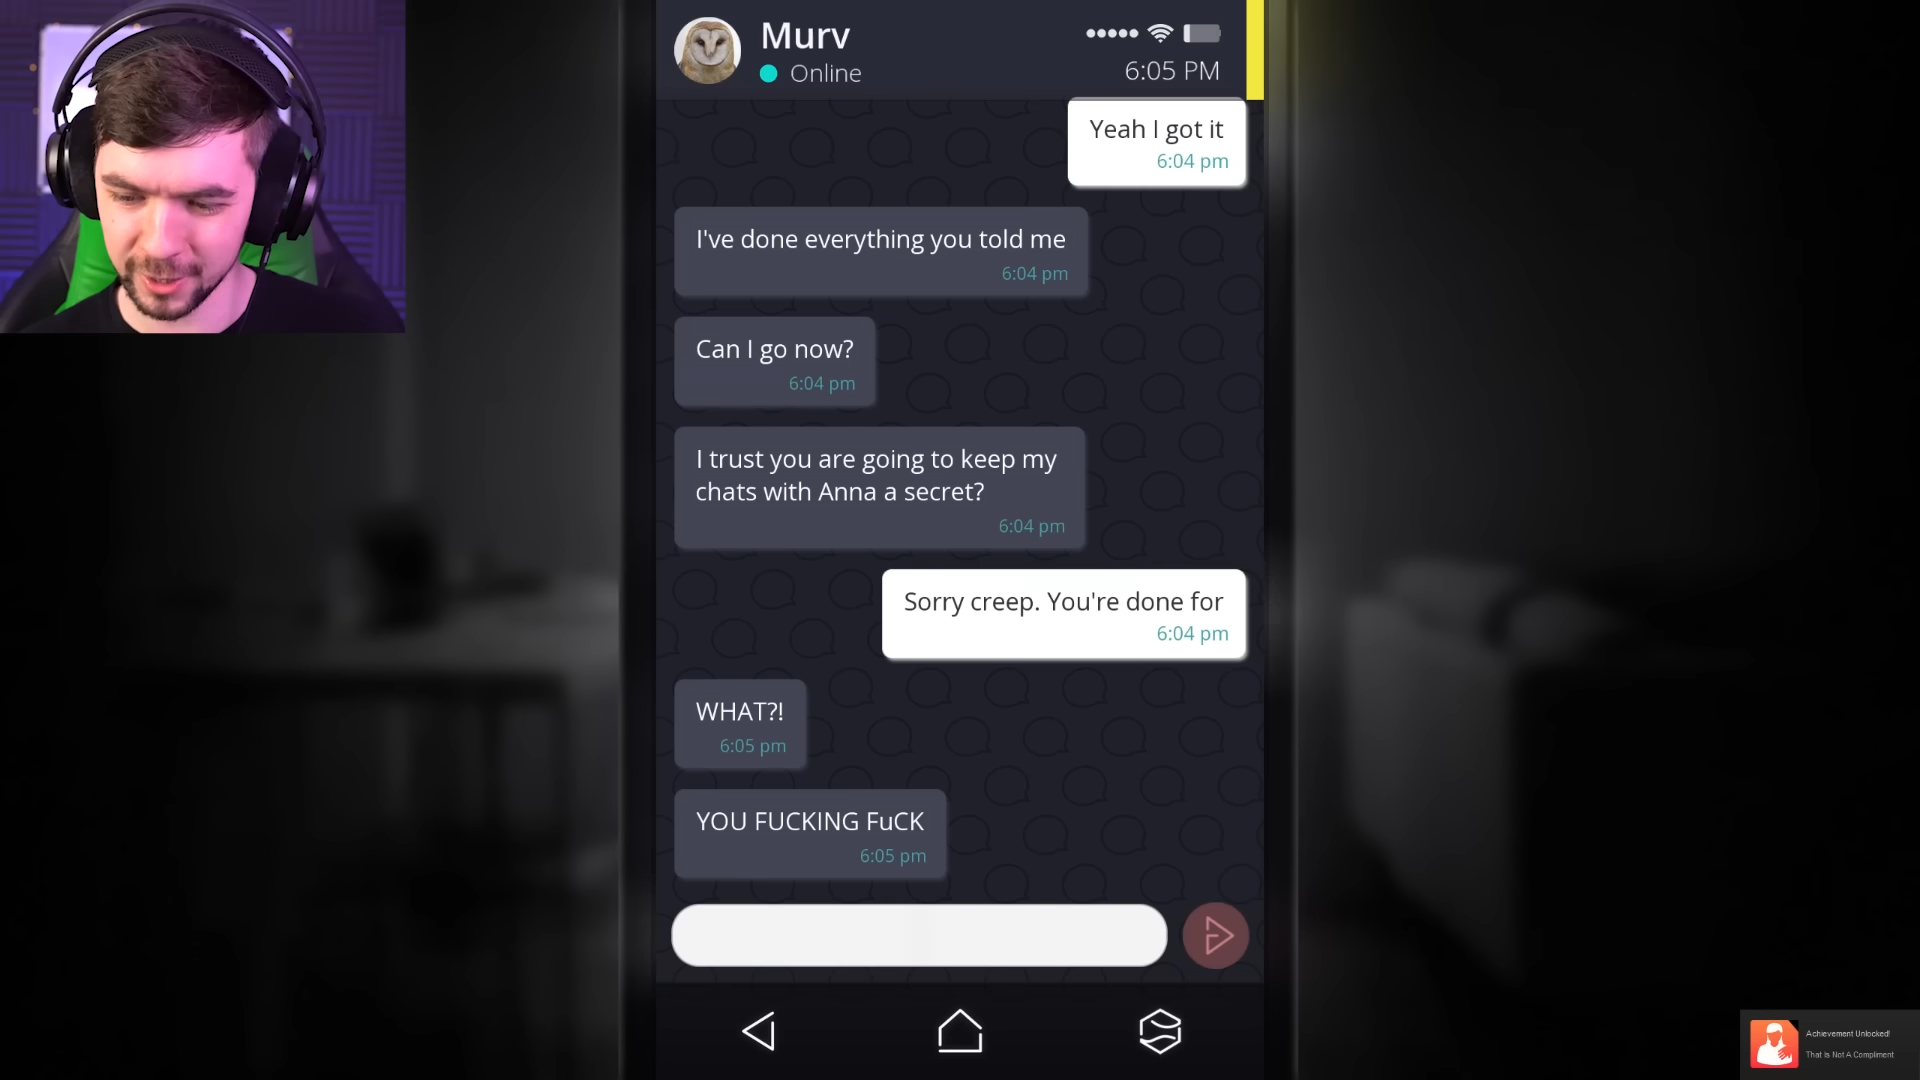 Murv
Online
6:05 PM
Yeah I got it
6:04 pm
I've done everything you told me
6:04 pm
Can I go now?
6:04 pm
I trust you are going to keep my
chats with Anna a secret?
6:04 pm
Sorry creep. You're done for
6:04 pm
WHAT?!
6:05 pm
YOU FUCKING FuCK
6:05 pm
Achievement Unlocked!
That Is Not A Compliment